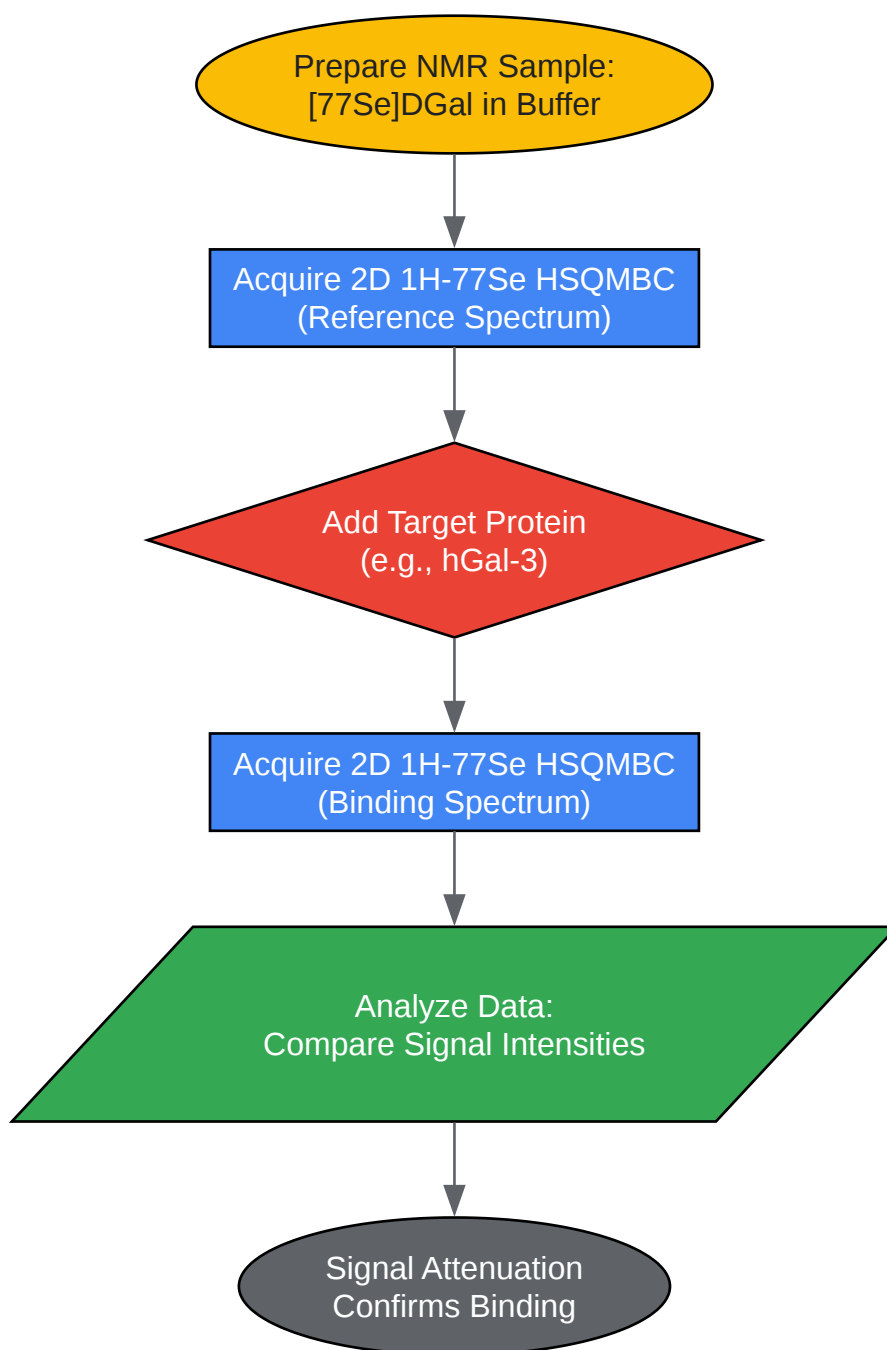 Prepare NMR Sample:
[77Se]DGal in Buffer
Acquire 2D 1H-77Se HSQMBC
(Reference Spectrum)
Add Target Protein
(e.g., hGal-3)
Acquire 2D 1H-77Se HSQMBC
(Binding Spectrum)
Analyze Data:
Compare Signal Intensities
Signal Attenuation
Confirms Binding